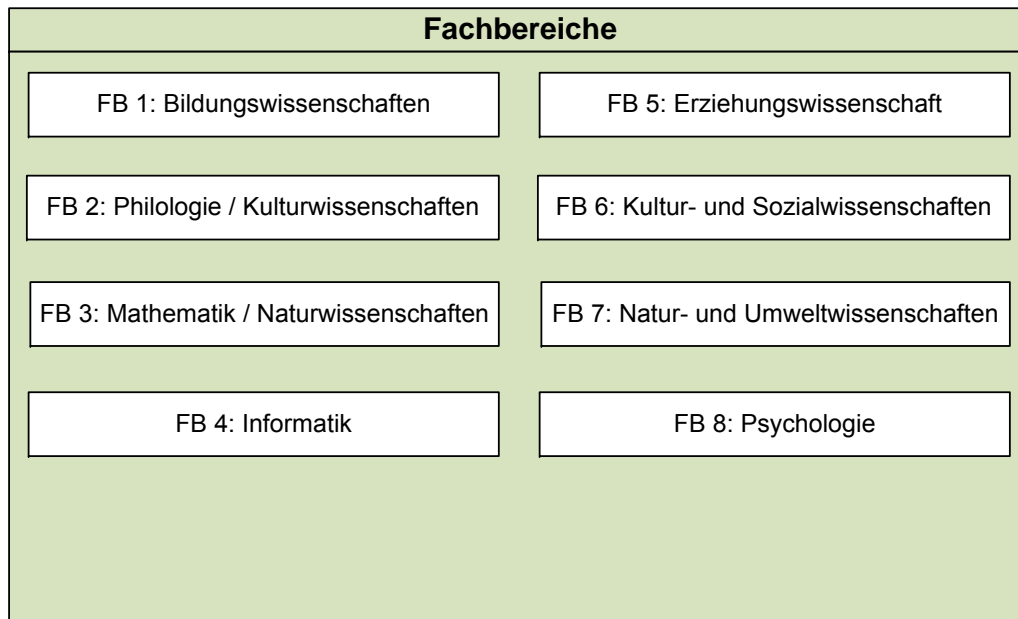 Fachbereiche
FB 1: Bildungswissenschaften
FB 5: Erziehungswissenschaft
FB 2: Philologie / Kulturwissenschaften
FB 6: Kultur- und Sozialwissenschaften
FB 3: Mathematik / Naturwissenschaften
FB 7: Natur- und Umweltwissenschaften
FB 4: Informatik
FB 8: Psychologie